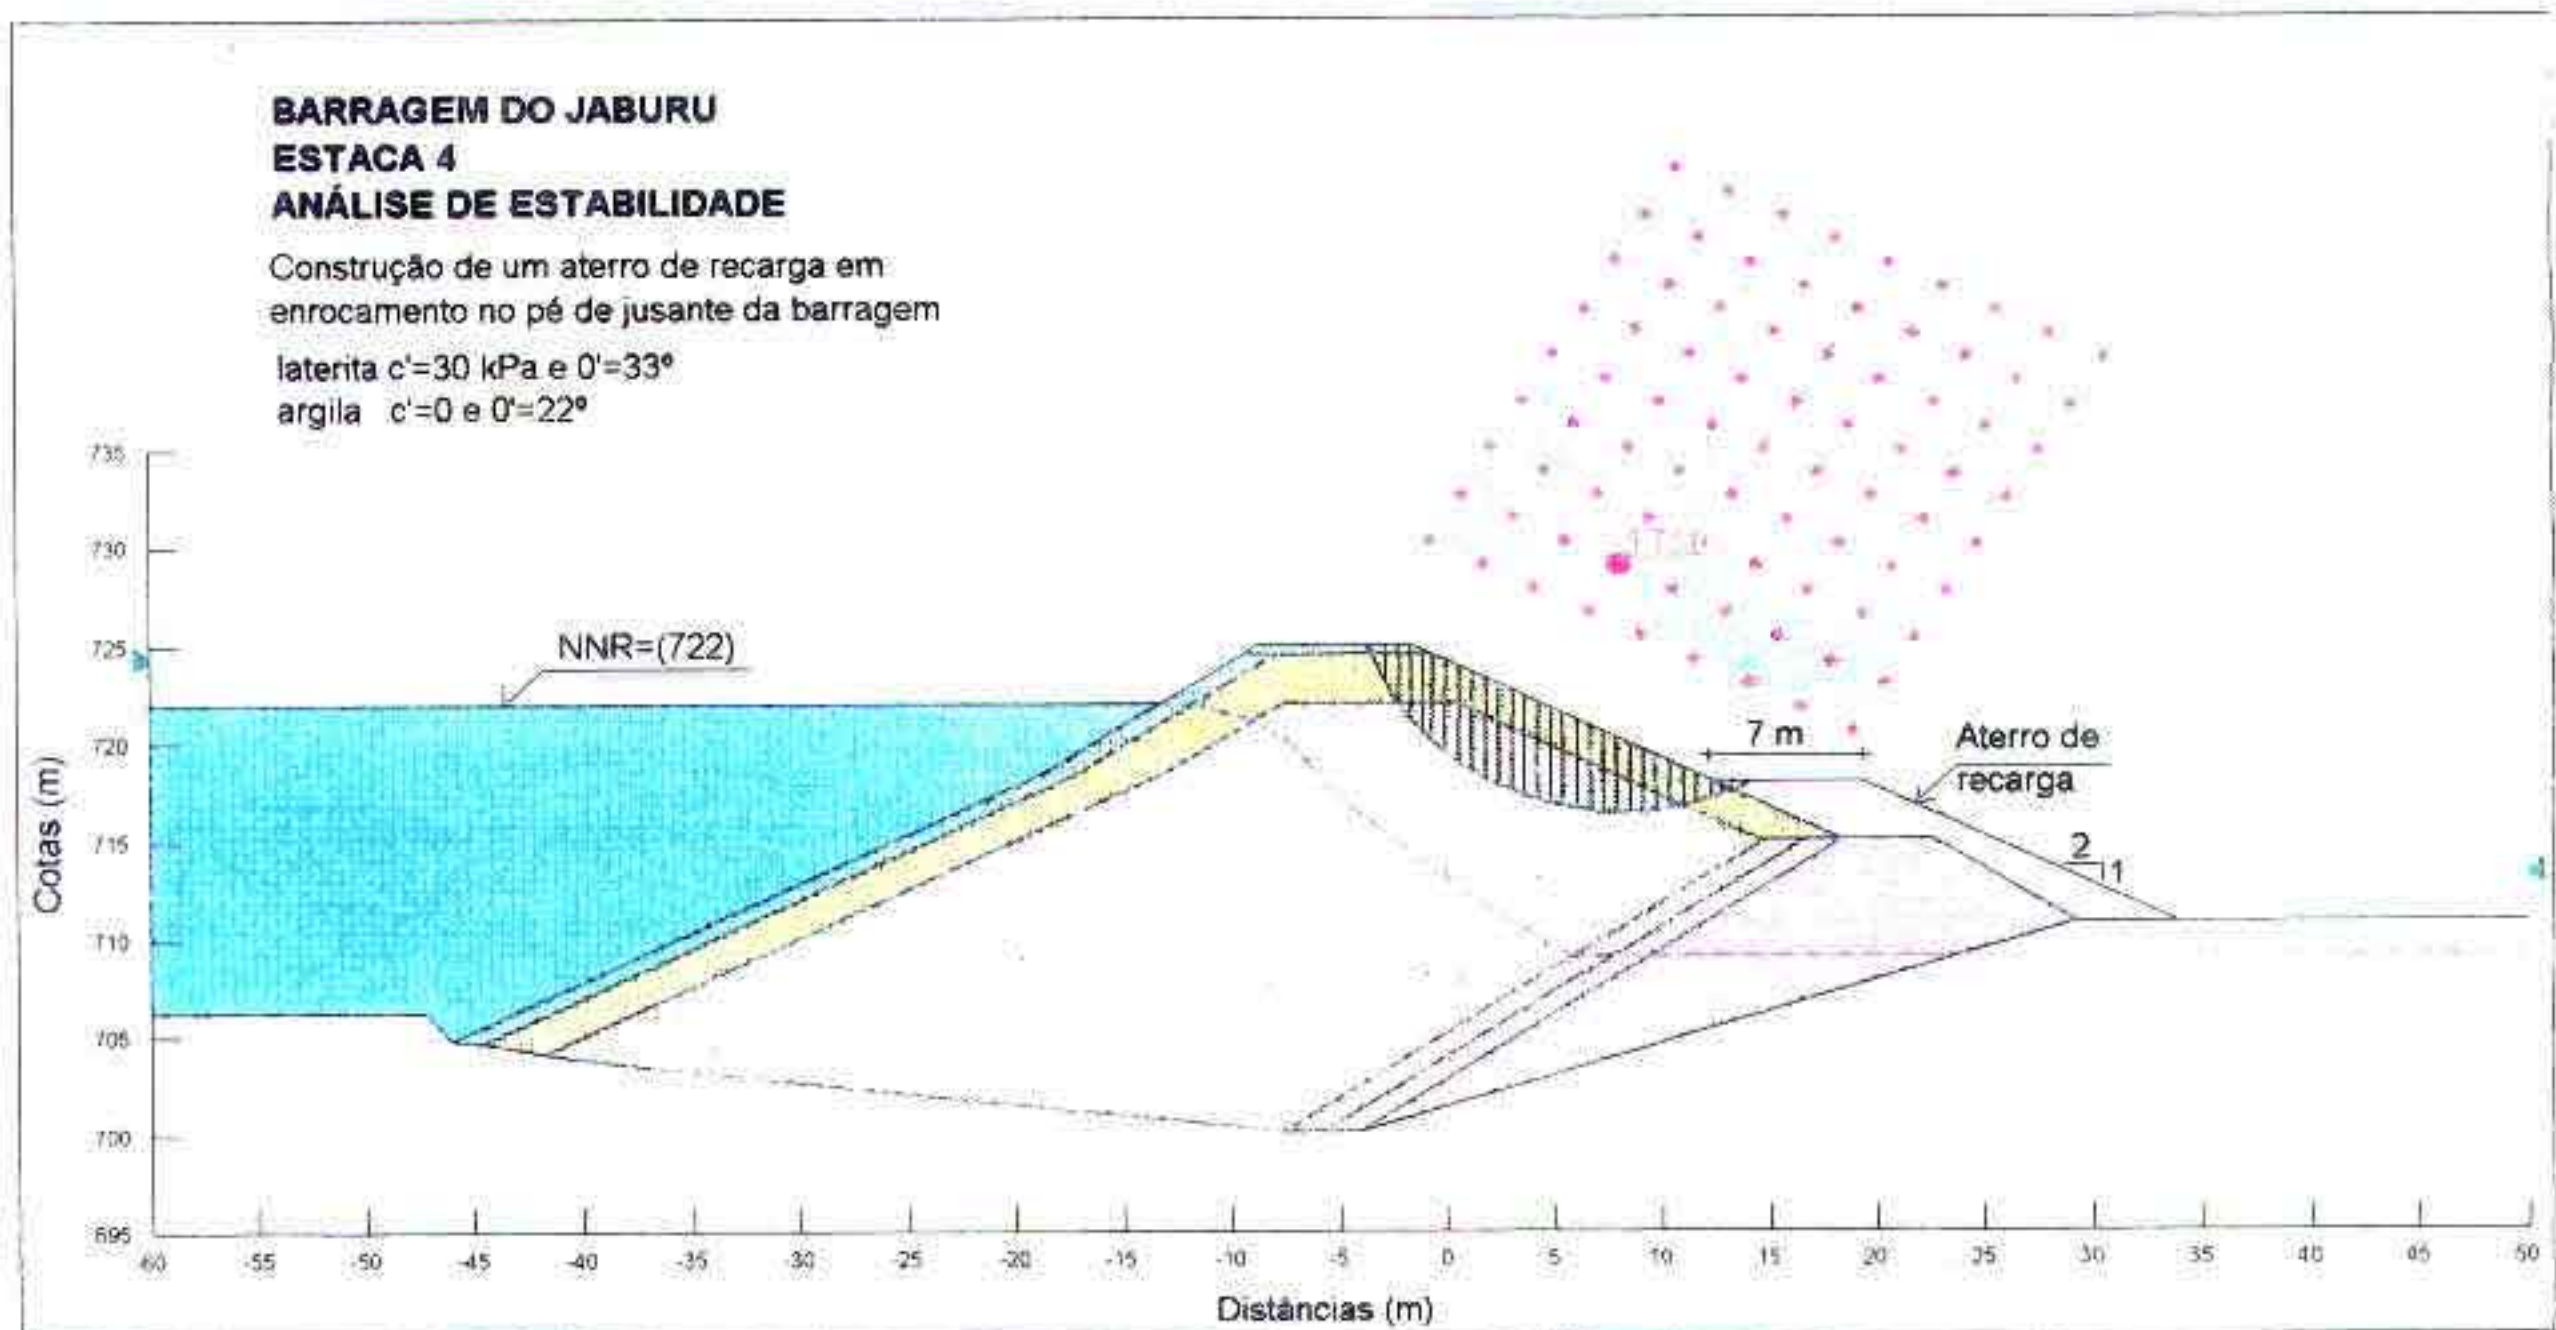 BARRAGEM DO JABURU
ESTACA 4
ANÁLISE DE ESTABILIDADE
Construção de um aterro de recarga em
enrocamento no pé de jusante da barragem
laterita c'=30 kPa e 0'=33º
argila c'=0 e 0'=22º
735
730
725
720
715
710
705
700
695
Cotas (m)
NNR=(722)
7 m
Aterro de
recarga
2
1
-60 -55 -50 -45 -40 -35 -30 -25 -20 -15 -10 -5 0 5 10 15 20 25 30 35 40 45 50
Distâncias (m)